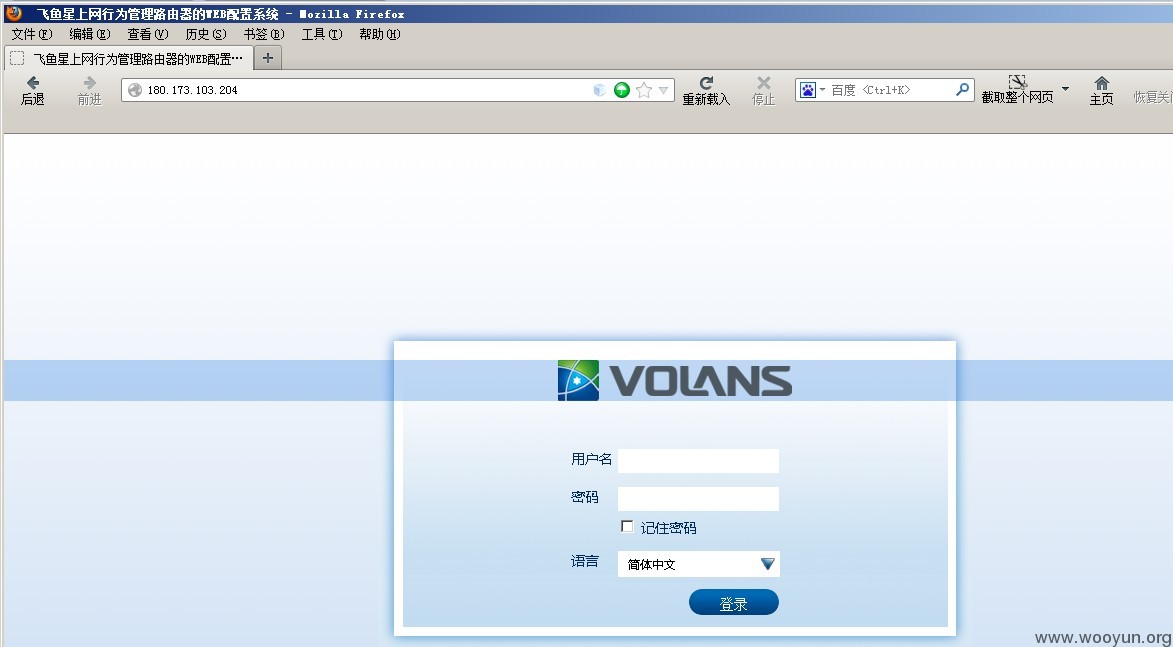 飞鱼星上网行为管理路由器的WEB配置系统 - Mozilla Firefox
文件(F) 编辑(E) 查看(V) 历史(S) 书签(B) 工具(T) 帮助(H)
飞鱼星上网行为管理路由器的WEB配置…
后退 前进 180.173.103.204 重新载入 停止 百度 <Ctrl+K> 截取整个网页 主页 恢复关
VOLANS
用户名
密码
记住密码
语言 简体中文
登录
www.wooyun.org